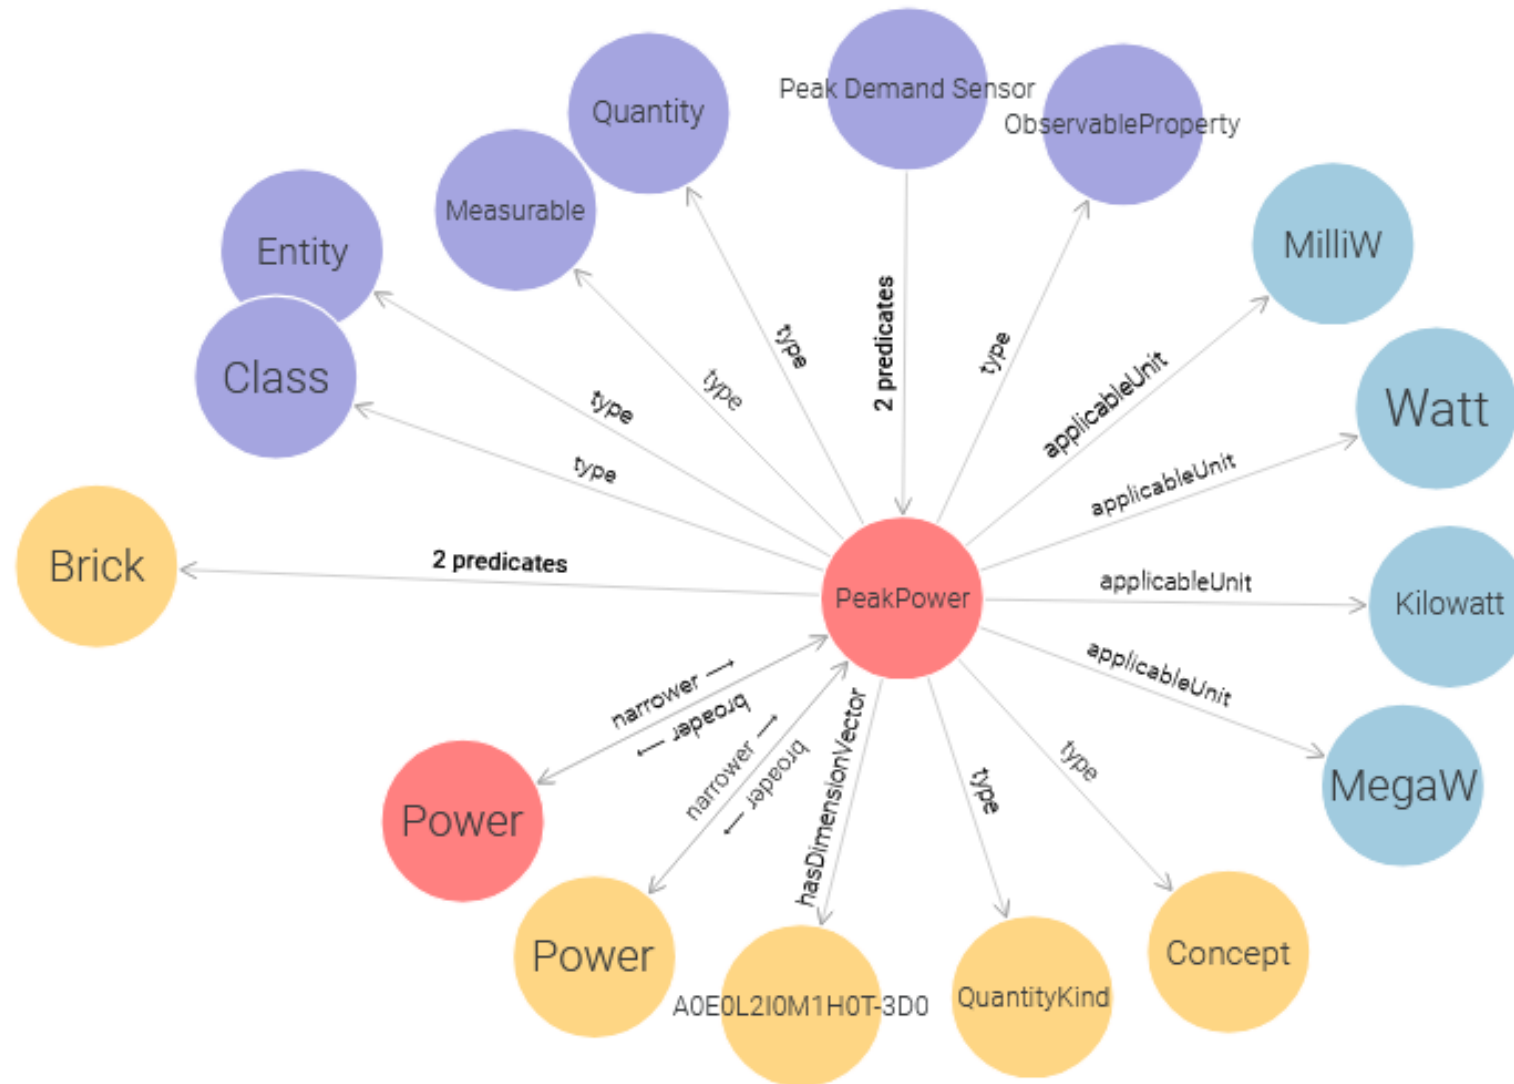 Peak Demand Sensor
Quantity
ObservableProperty
Measurable
MilliW
Entity
Class
Watt
type
type
type
type
type
2 predicates
type
applicableUnit
applicableUnit
Brick
2 predicates
PeakPower
applicableUnit
Kilowatt
applicableUnit
MegaW
narrower →
broader →
narrower →
broader →
hasDimensionVector
type
type
Power
Power
A0E0L2I0M1H0T-3D0
QuantityKind
Concept